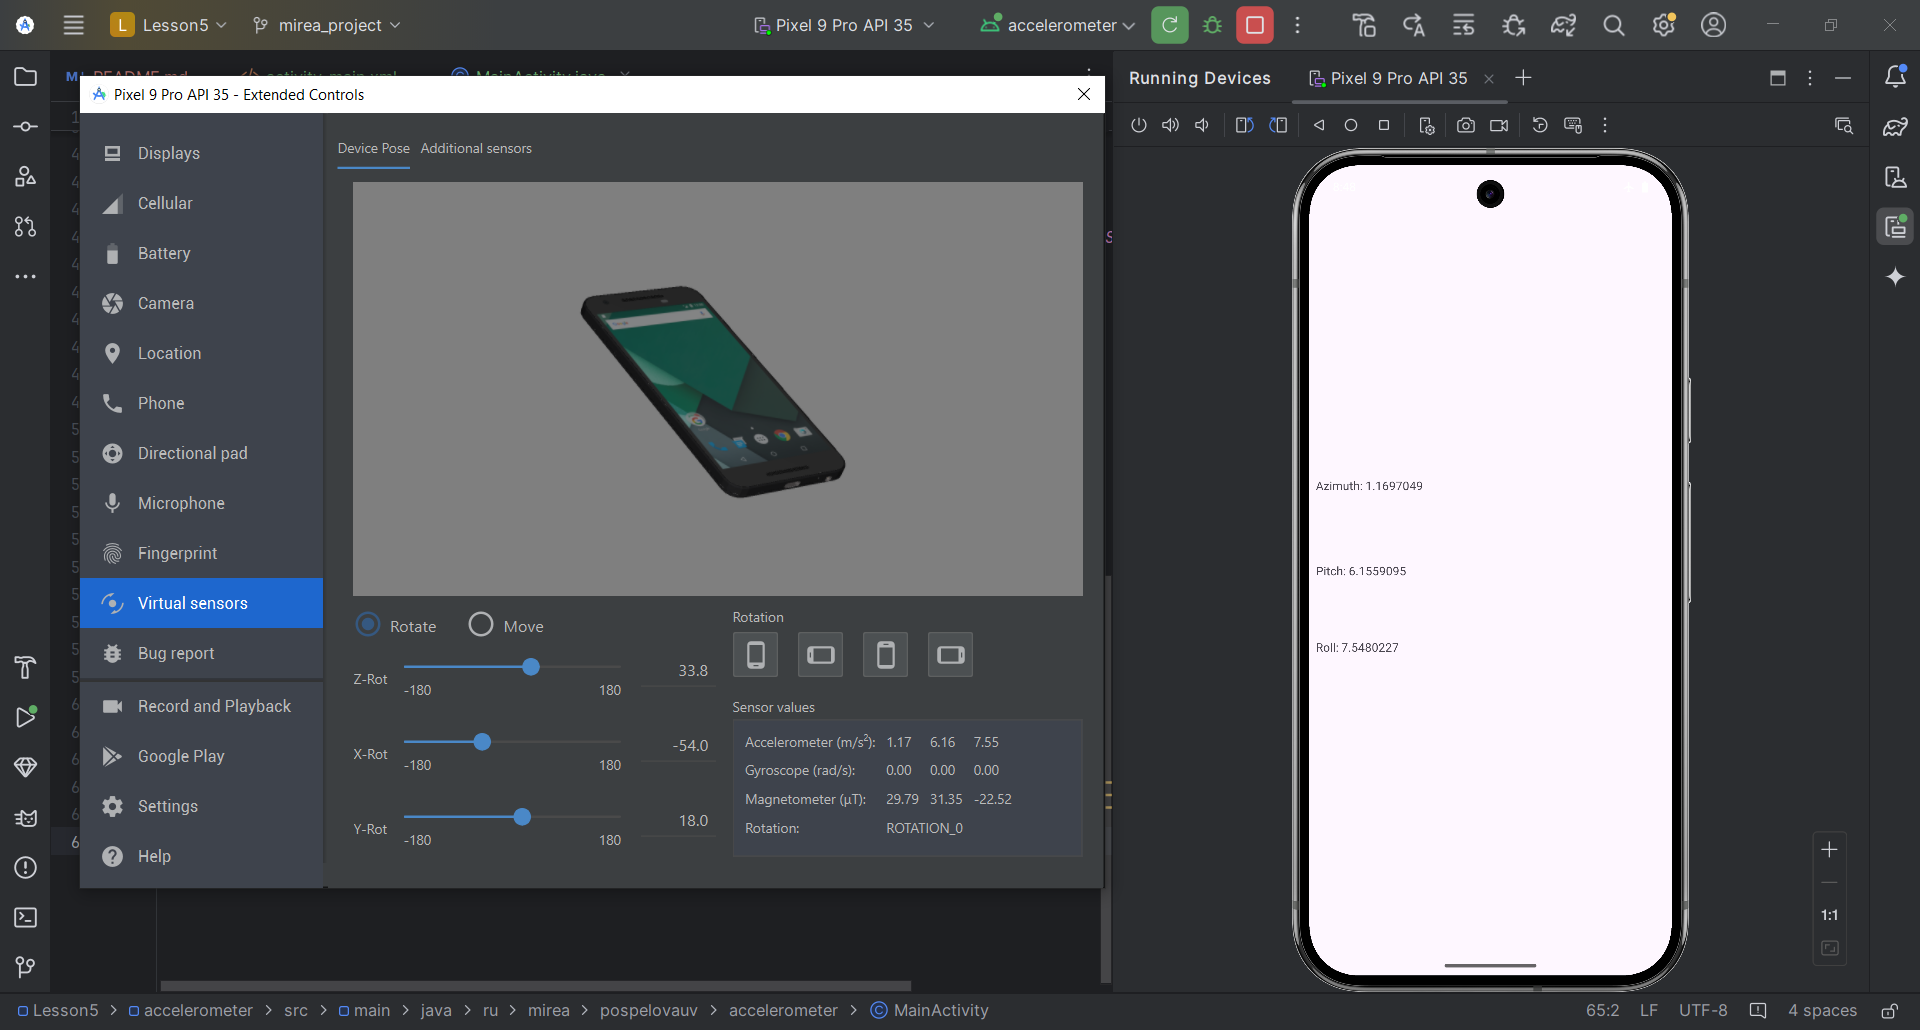 L Lesson5 mirea_project Pixel 9 Pro API 35 accelerometer
Running Devices Pixel 9 Pro API 35
Pixel 9 Pro API 35 - Extended Controls
Displays
Cellular
Battery
Camera
Location
Phone
Directional pad
Microphone
Fingerprint
Virtual sensors
Bug report
Record and Playback
Google Play
Settings
Help
Device Pose Additional sensors
Rotate Move
Z-Rot
-180 180
33.8
X-Rot
-180 180
-54.0
Y-Rot
-180 180
18.0
Rotation
Sensor values
Accelerometer (m/s²): 1.17 6.16 7.55
Gyroscope (rad/s): 0.00 0.00 0.00
Magnetometer (μT): 29.79 31.35 -22.52
Rotation: ROTATION_0
Azimuth: 1.1697049
Pitch: 6.1559095
Roll: 7.5480227
1:1
Lesson5 accelerometer src main java ru mirea pospelovauv accelerometer MainActivity
65:2 LF UTF-8 4 spaces